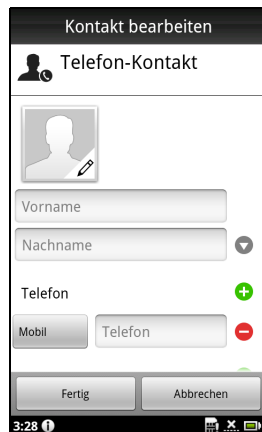 Kontakt bearbeiten
Telefon-Kontakt
Vorname
Nachname
Telefon
Mobil Telefon
Fertig Abbrechen
3:28